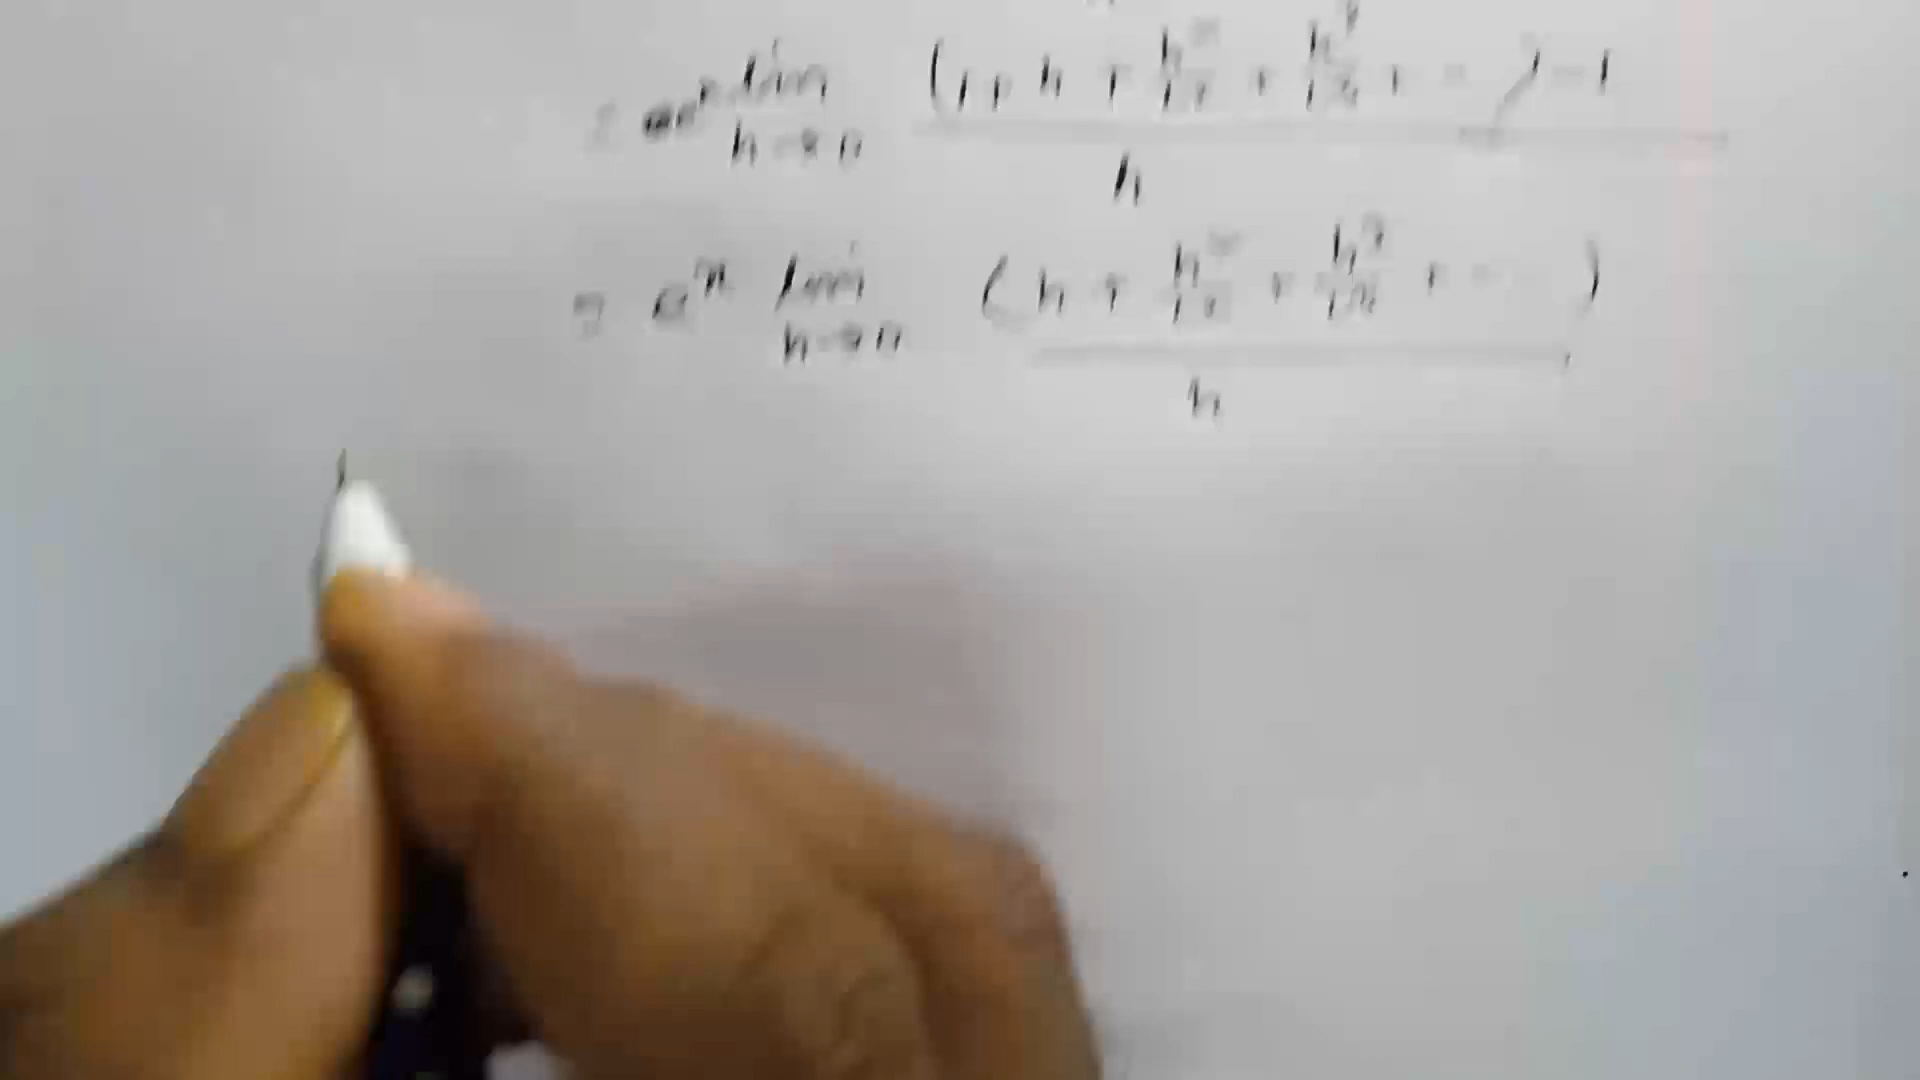 = e^x lim h→0 (1+h+h²/⌊2+h³/⌊3+--)-1 / h
= e^x lim h→0 (h+h²/⌊2+h³/⌊3+-- ) / h